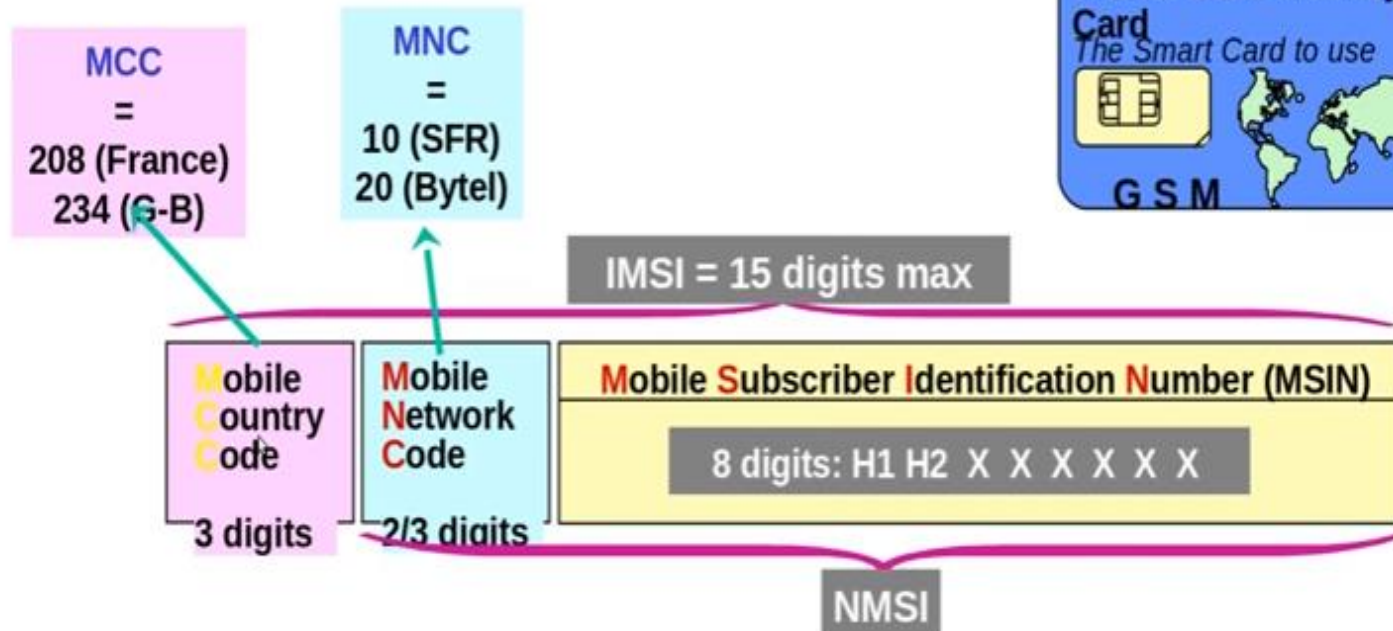 MCC
=
208 (France)
234 (G-B)
MNC
=
10 (SFR)
20 (Bytel)
Card
The Smart Card to use
G S M
IMSI = 15 digits max
Mobile
Country
Code
3 digits
Mobile
Network
Code
2/3 digits
Mobile Subscriber Identification Number (MSIN)
8 digits: H1 H2 X X X X X X
NMSI